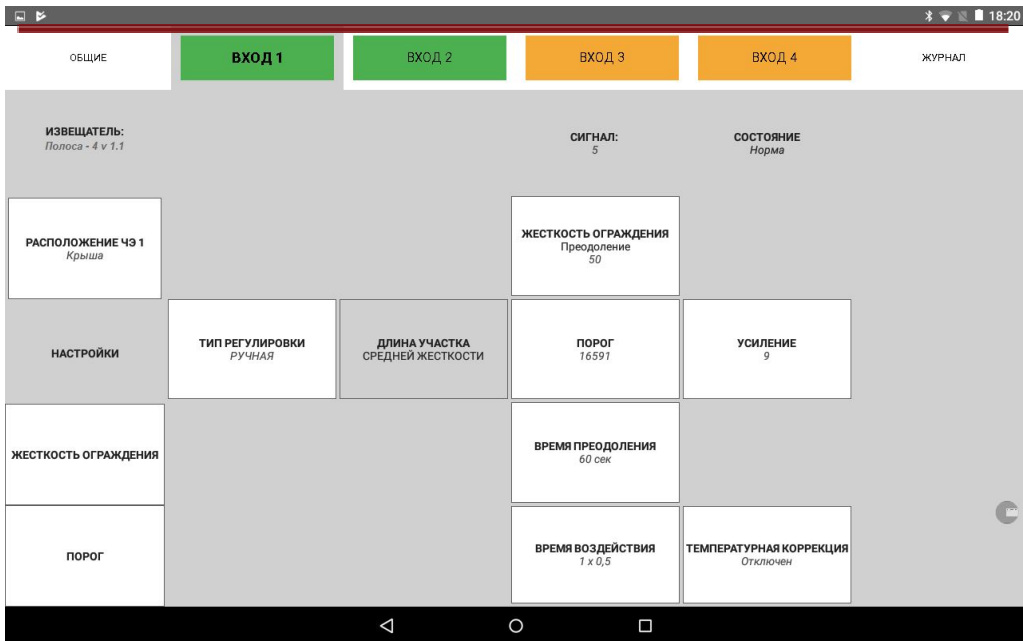 18:20
ОБЩИЕ
ВХОД 1
ВХОД 2
ВХОД 3
ВХОД 4
ЖУРНАЛ
ИЗВЕЩАТЕЛЬ:
Полоса - 4 v 1.1
СИГНАЛ:
5
СОСТОЯНИЕ
Норма
РАСПОЛОЖЕНИЕ ЧЭ 1
Крыша
ЖЕСТКОСТЬ ОГРАЖДЕНИЯ
Преодоление
50
НАСТРОЙКИ
ТИП РЕГУЛИРОВКИ
РУЧНАЯ
ДЛИНА УЧАСТКА
СРЕДНЕЙ ЖЕСТКОСТИ
ПОРОГ
16591
УСИЛЕНИЕ
9
ЖЕСТКОСТЬ ОГРАЖДЕНИЯ
ВРЕМЯ ПРЕОДОЛЕНИЯ
60 сек
ПОРОГ
ВРЕМЯ ВОЗДЕЙСТВИЯ
1 x 0,5
ТЕМПЕРАТУРНАЯ КОРРЕКЦИЯ
Отключен